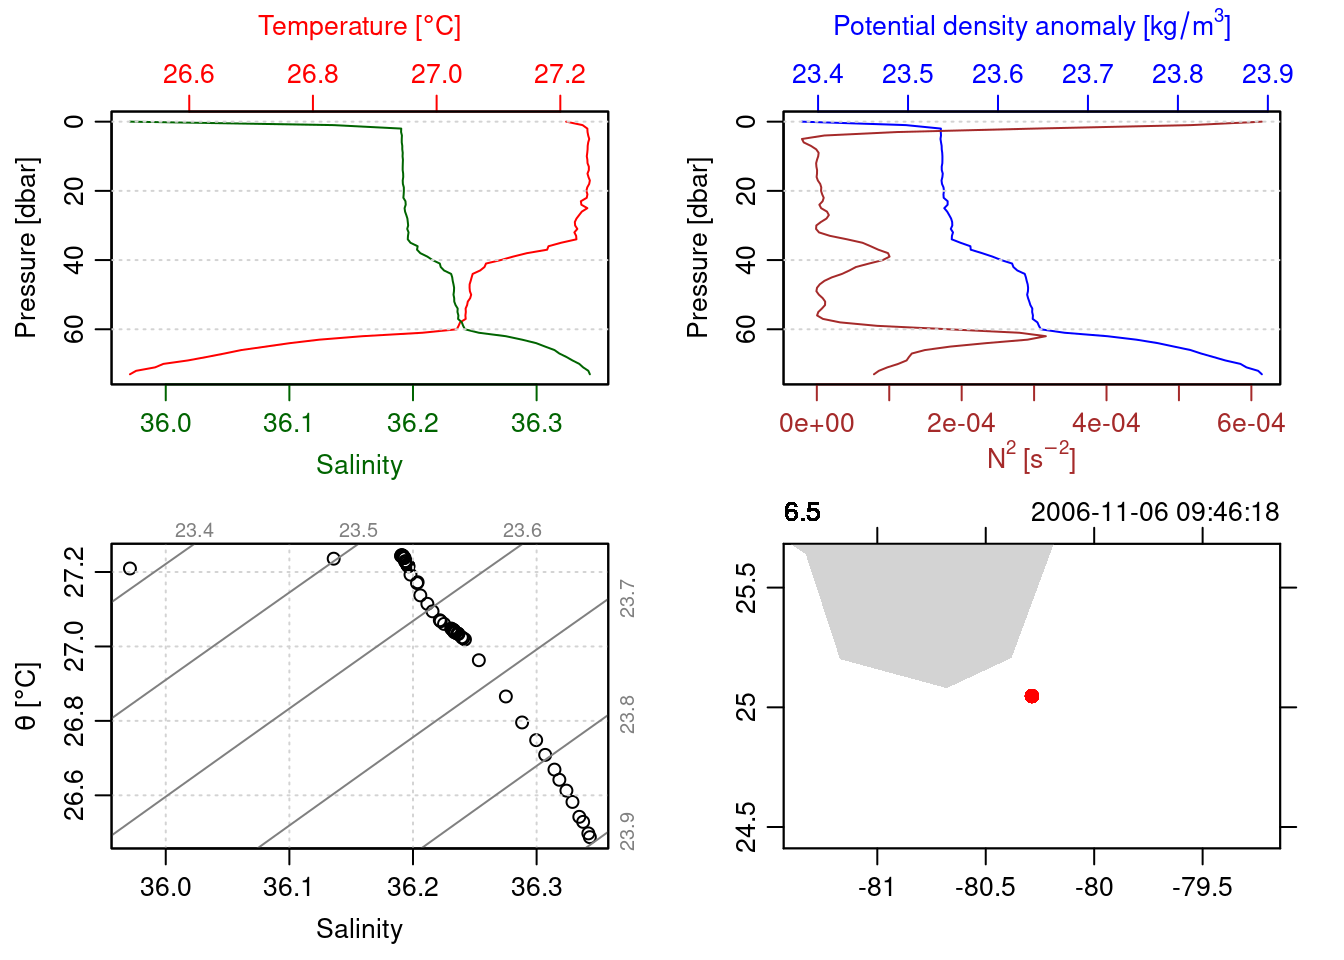 Temperature [°C]
26.6 26.8 27.0 27.2
Pressure [dbar]
0
20
40
60
36.0 36.1 36.2 36.3
Salinity
Potential density anomaly [kg/m³]
23.4 23.5 23.6 23.7 23.8 23.9
Pressure [dbar]
0
20
40
60
0e+00 2e-04 4e-04 6e-04
N² [s⁻²]
23.4 23.5 23.6
23.7
23.8
23.9
θ [°C]
27.2
27.0
26.8
26.6
36.0 36.1 36.2 36.3
Salinity
6.5 2006-11-06 09:46:18
25.5
25
24.5
-81 -80.5 -80 -79.5